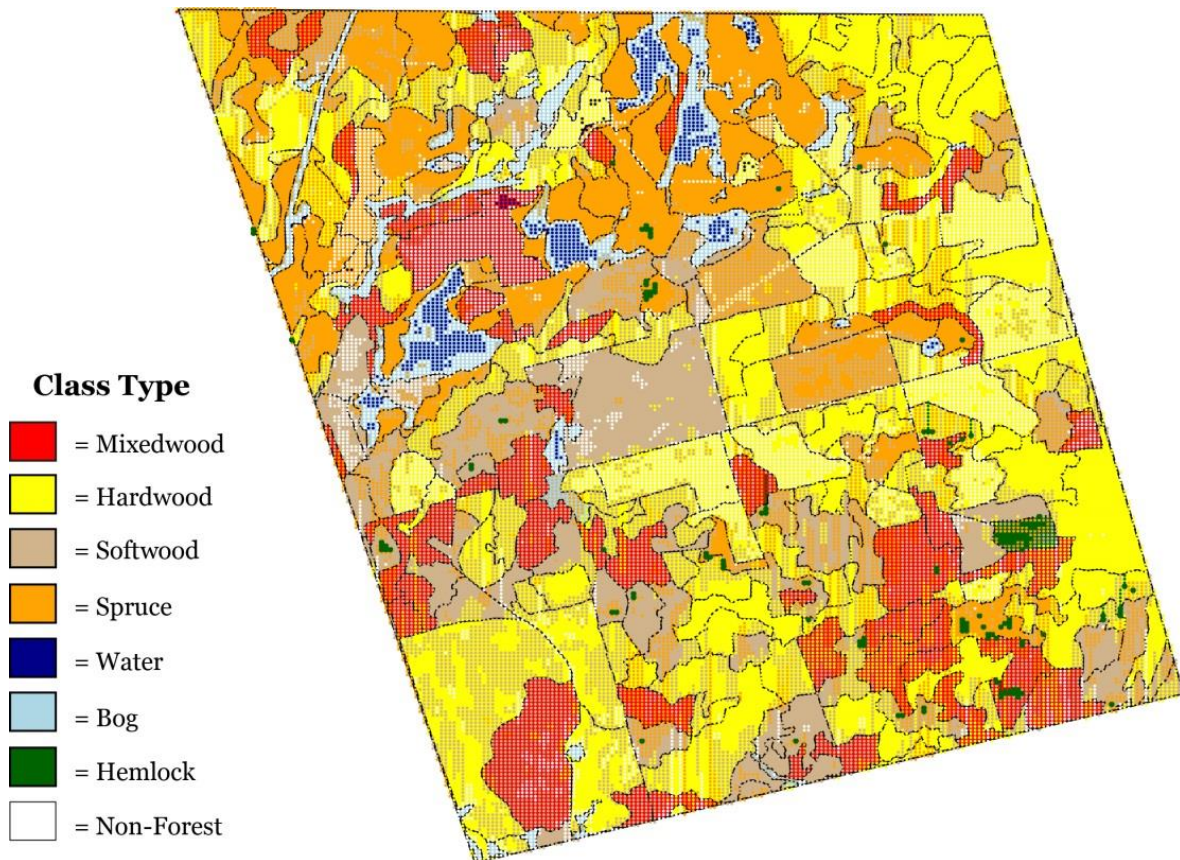 Class Type
= Mixedwood
= Hardwood
= Softwood
= Spruce
= Water
= Bog
= Hemlock
= Non-Forest